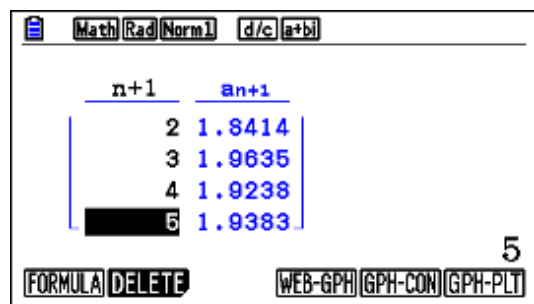 Math Rad Norm1 d/c a+bi
n+1 an+1
2 1.8414
3 1.9635
4 1.9238
5 1.9383
5
FORMULA DELETE WEB-GPH GPH-CON GPH-PLT